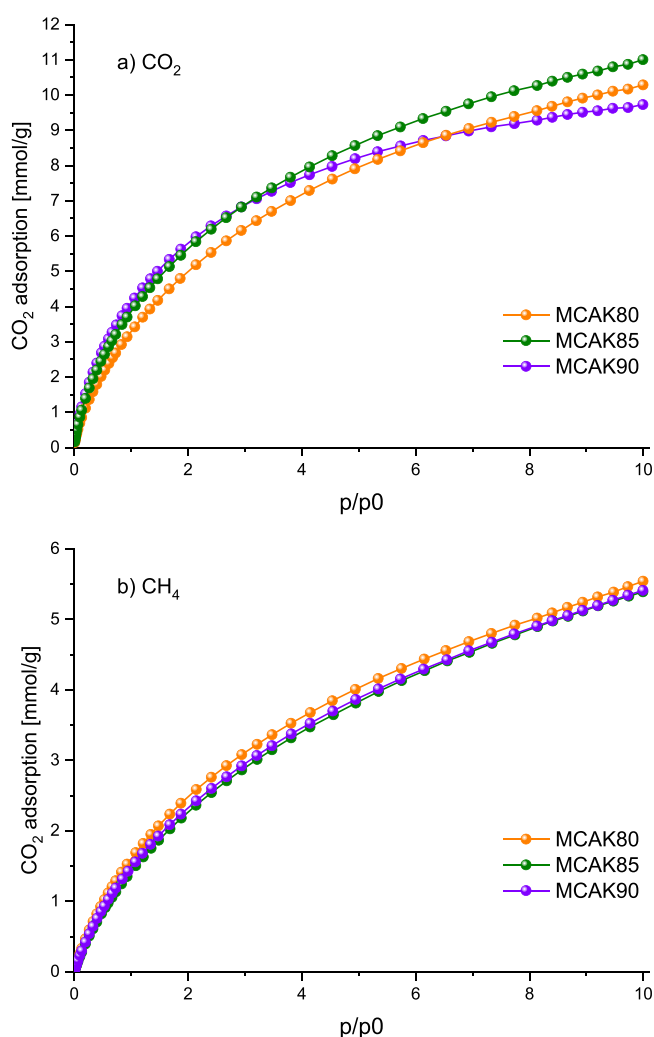 a) CO₂
CO₂ adsorption [mmol/g]
12
11
10
9
8
7
6
5
4
3
2
1
0
0 2 4 6 8 10
p/p0
MCAK80
MCAK85
MCAK90
b) CH₄
CO₂ adsorption [mmol/g]
6
5
4
3
2
1
0
0 2 4 6 8 10
p/p0
MCAK80
MCAK85
MCAK90